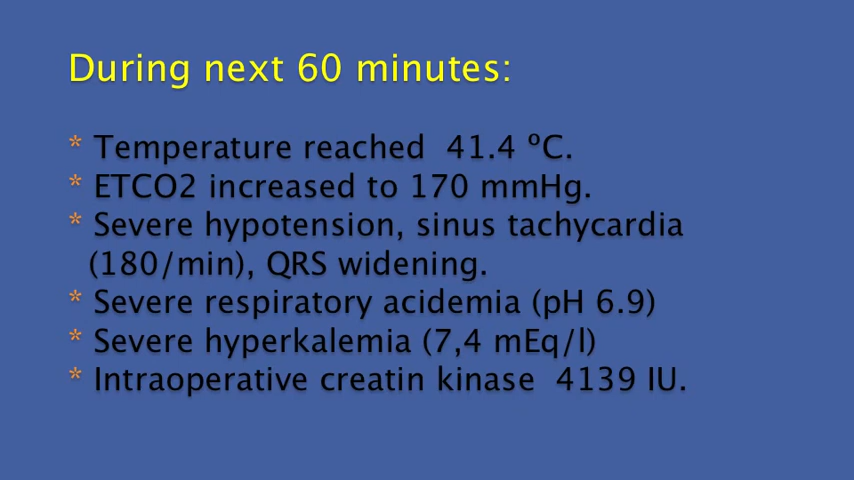 During next 60 minutes:
* Temperature reached 41.4 ºC.
* ETCO2 increased to 170 mmHg.
* Severe hypotension, sinus tachycardia
(180/min), QRS widening.
* Severe respiratory acidemia (pH 6.9)
* Severe hyperkalemia (7,4 mEq/l)
* Intraoperative creatin kinase 4139 IU.